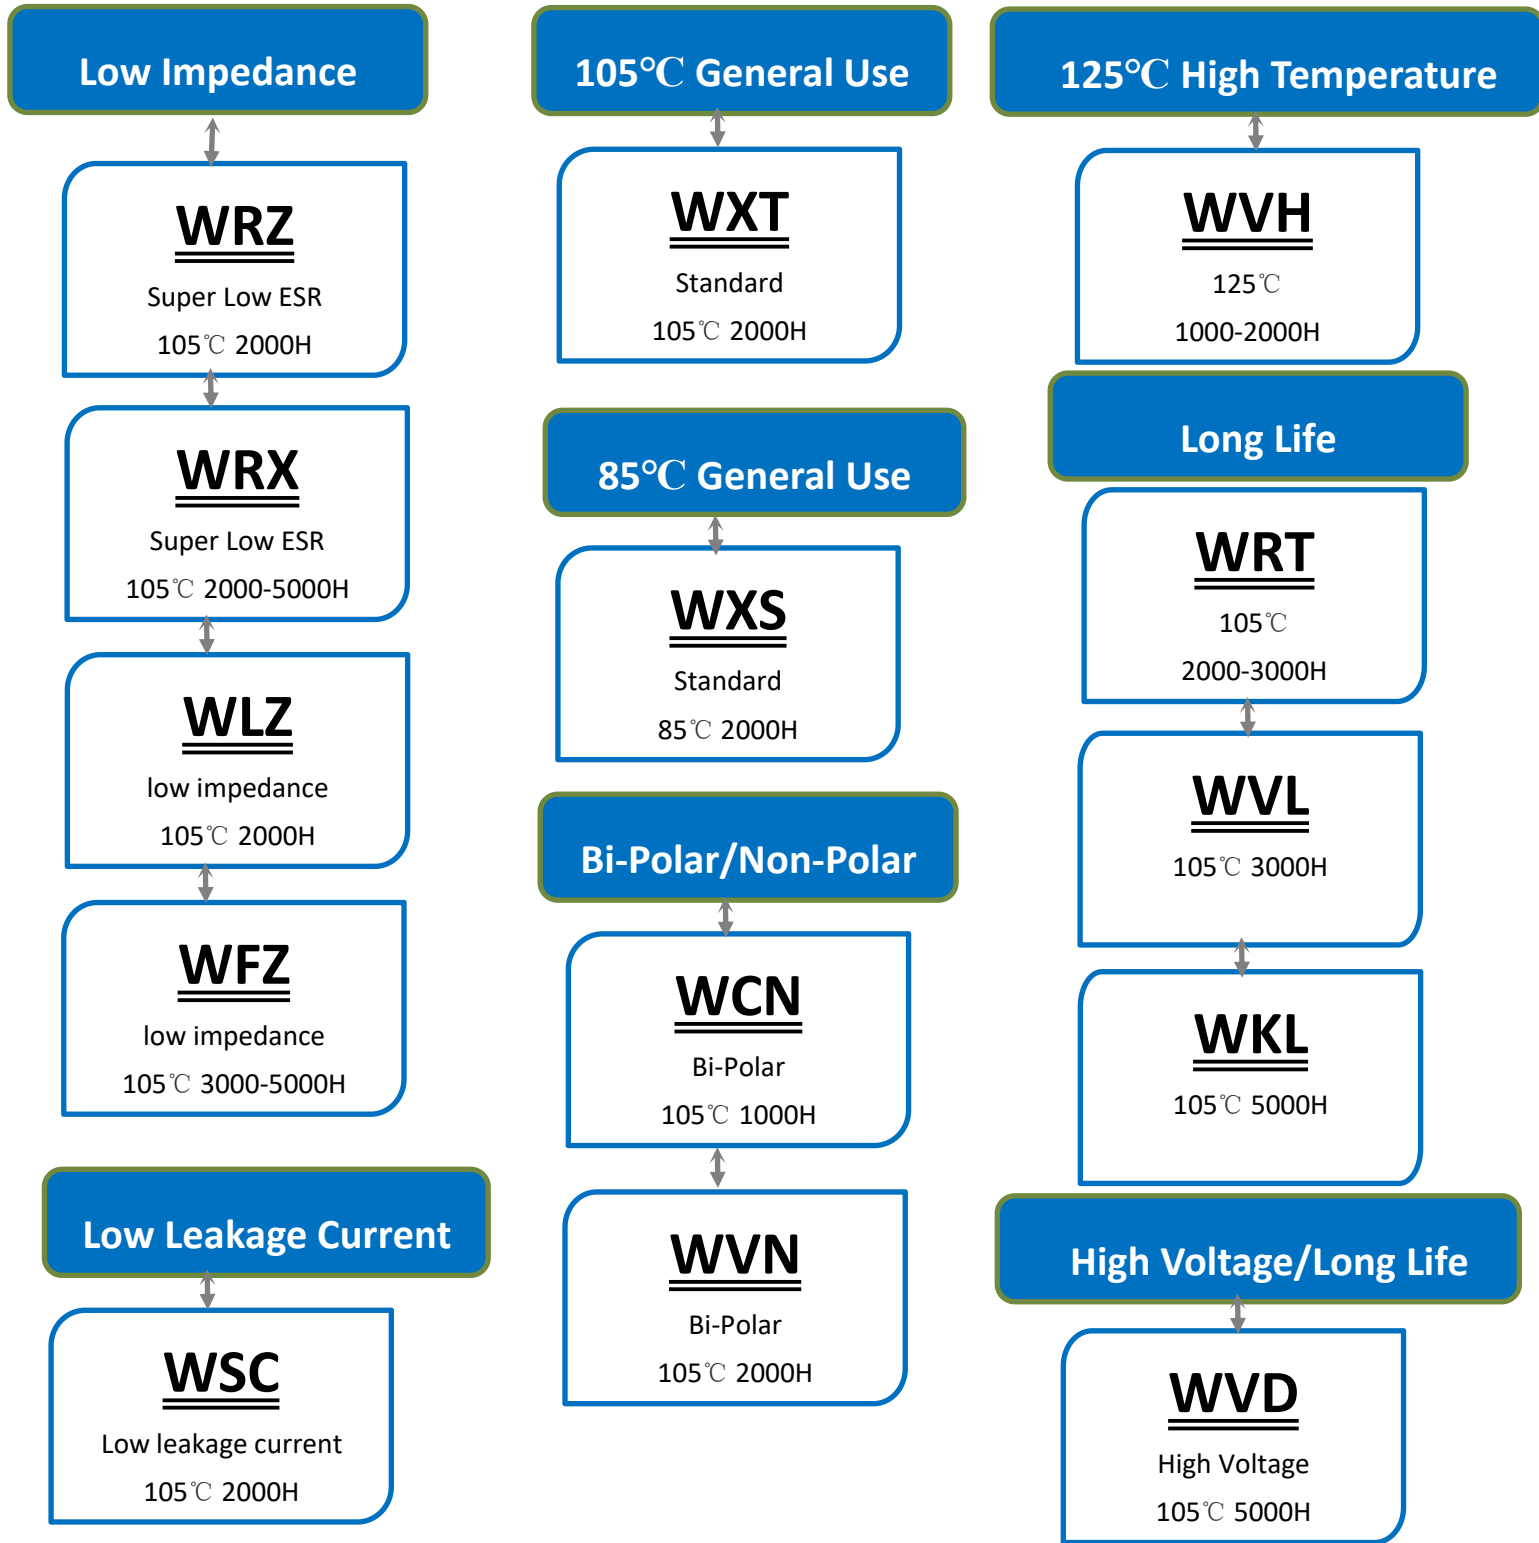 Low Impedance
WRZ
Super Low ESR
105℃ 2000H
WRX
Super Low ESR
105℃ 2000-5000H
WLZ
low impedance
105℃ 2000H
WFZ
low impedance
105℃ 3000-5000H
Low Leakage Current
WSC
Low leakage current
105℃ 2000H
105℃ General Use
WXT
Standard
105℃ 2000H
85℃ General Use
WXS
Standard
85℃ 2000H
Bi-Polar/Non-Polar
WCN
Bi-Polar
105℃ 1000H
WVN
Bi-Polar
105℃ 2000H
125℃ High Temperature
WVH
125℃
1000-2000H
Long Life
WRT
105℃
2000-3000H
WVL
105℃ 3000H
WKL
105℃ 5000H
High Voltage/Long Life
WVD
High Voltage
105℃ 5000H